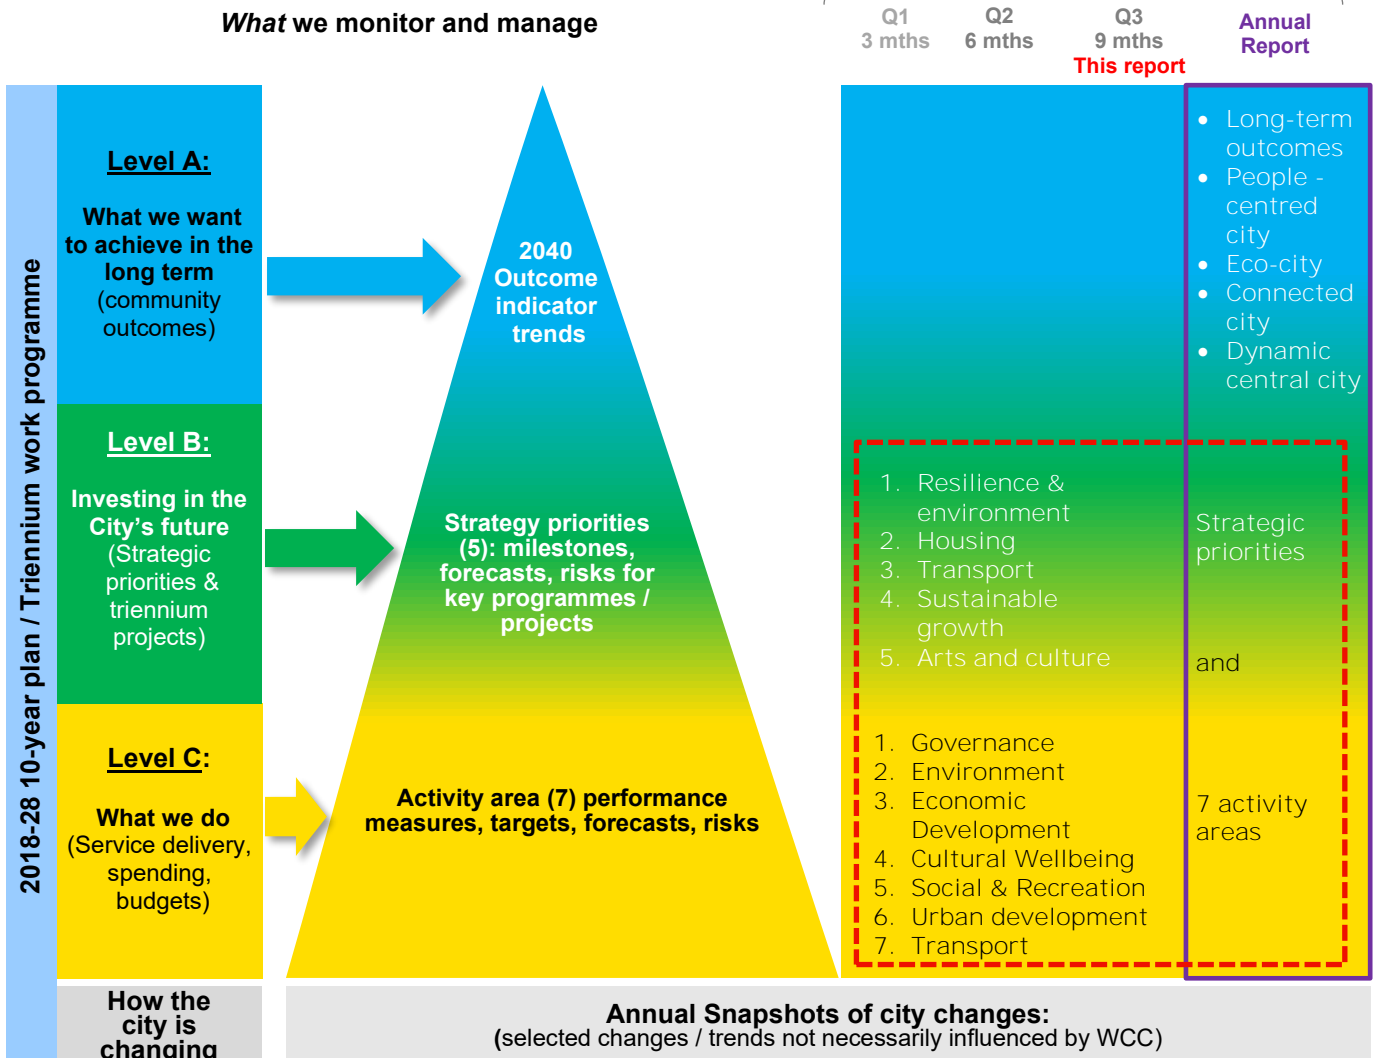 What we monitor and manage
Q1
3 mths
Q2
6 mths
Q3
9 mths
This report
Annual
Report
2018-28 10-year plan / Triennium work programme
Level A:
What we want
to achieve in the
long term
(community
outcomes)
2040
Outcome
indicator
trends
• Long-term
outcomes
• People -
centred
city
• Eco-city
• Connected
city
• Dynamic
central city
Level B:
Investing in the
City's future
(Strategic
priorities &
triennium
projects)
Strategy priorities
(5): milestones,
forecasts, risks for
key programmes /
projects
1. Resilience &
environment
2. Housing
3. Transport
4. Sustainable
growth
5. Arts and culture
Strategic
priorities
and
Level C:
What we do
(Service delivery,
spending,
budgets)
Activity area (7) performance
measures, targets, forecasts, risks
1. Governance
2. Environment
3. Economic
Development
4. Cultural Wellbeing
5. Social & Recreation
6. Urban development
7. Transport
7 activity
areas
How the
city is
changing
Annual Snapshots of city changes:
(selected changes / trends not necessarily influenced by WCC)